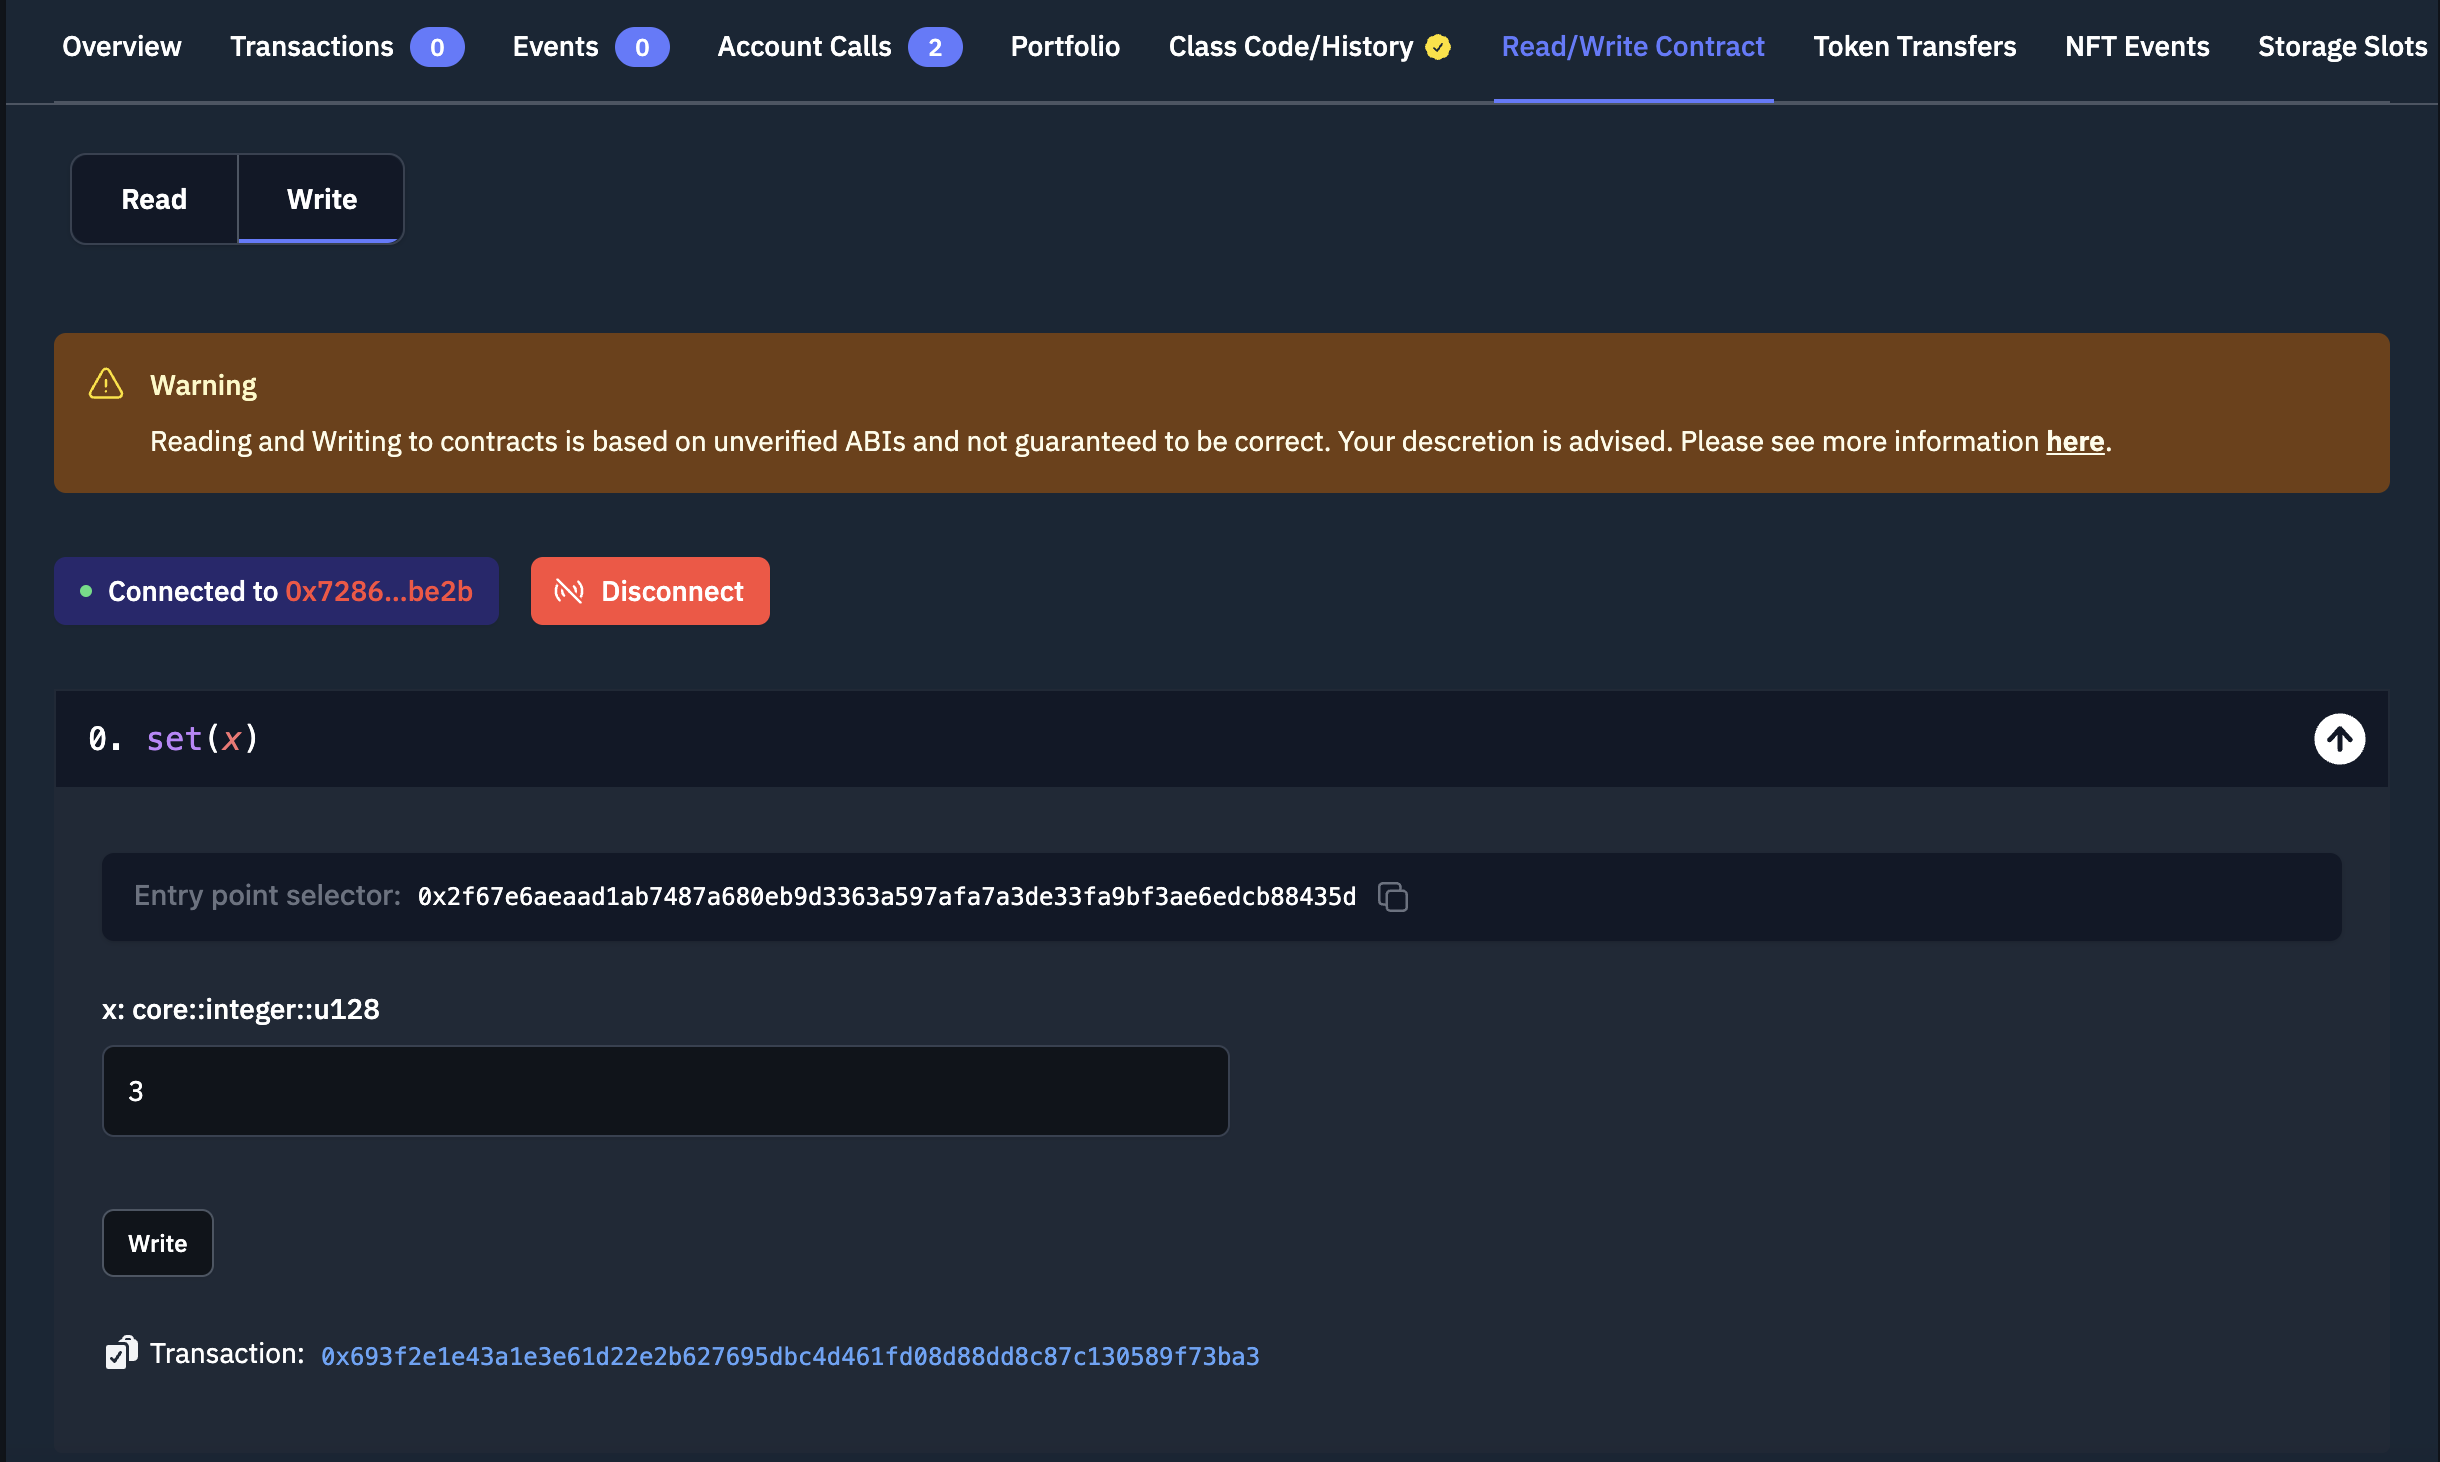 Overview Transactions 0 Events 0 Account Calls 2 Portfolio Class Code/History Read/Write Contract Token Transfers NFT Events Storage Slots
Read Write
Warning
Reading and Writing to contracts is based on unverified ABIs and not guaranteed to be correct. Your descretion is advised. Please see more information here.
Connected to 0x7286...be2b Disconnect
0. set(x)
Entry point selector: 0x2f67e6aeaad1ab7487a680eb9d3363a597afa7a3de33fa9bf3ae6edcb88435d
x: core::integer::u128
3
Write
Transaction: 0x693f2e1e43a1e3e61d22e2b627695dbc4d461fd08d88dd8c87c130589f73ba3